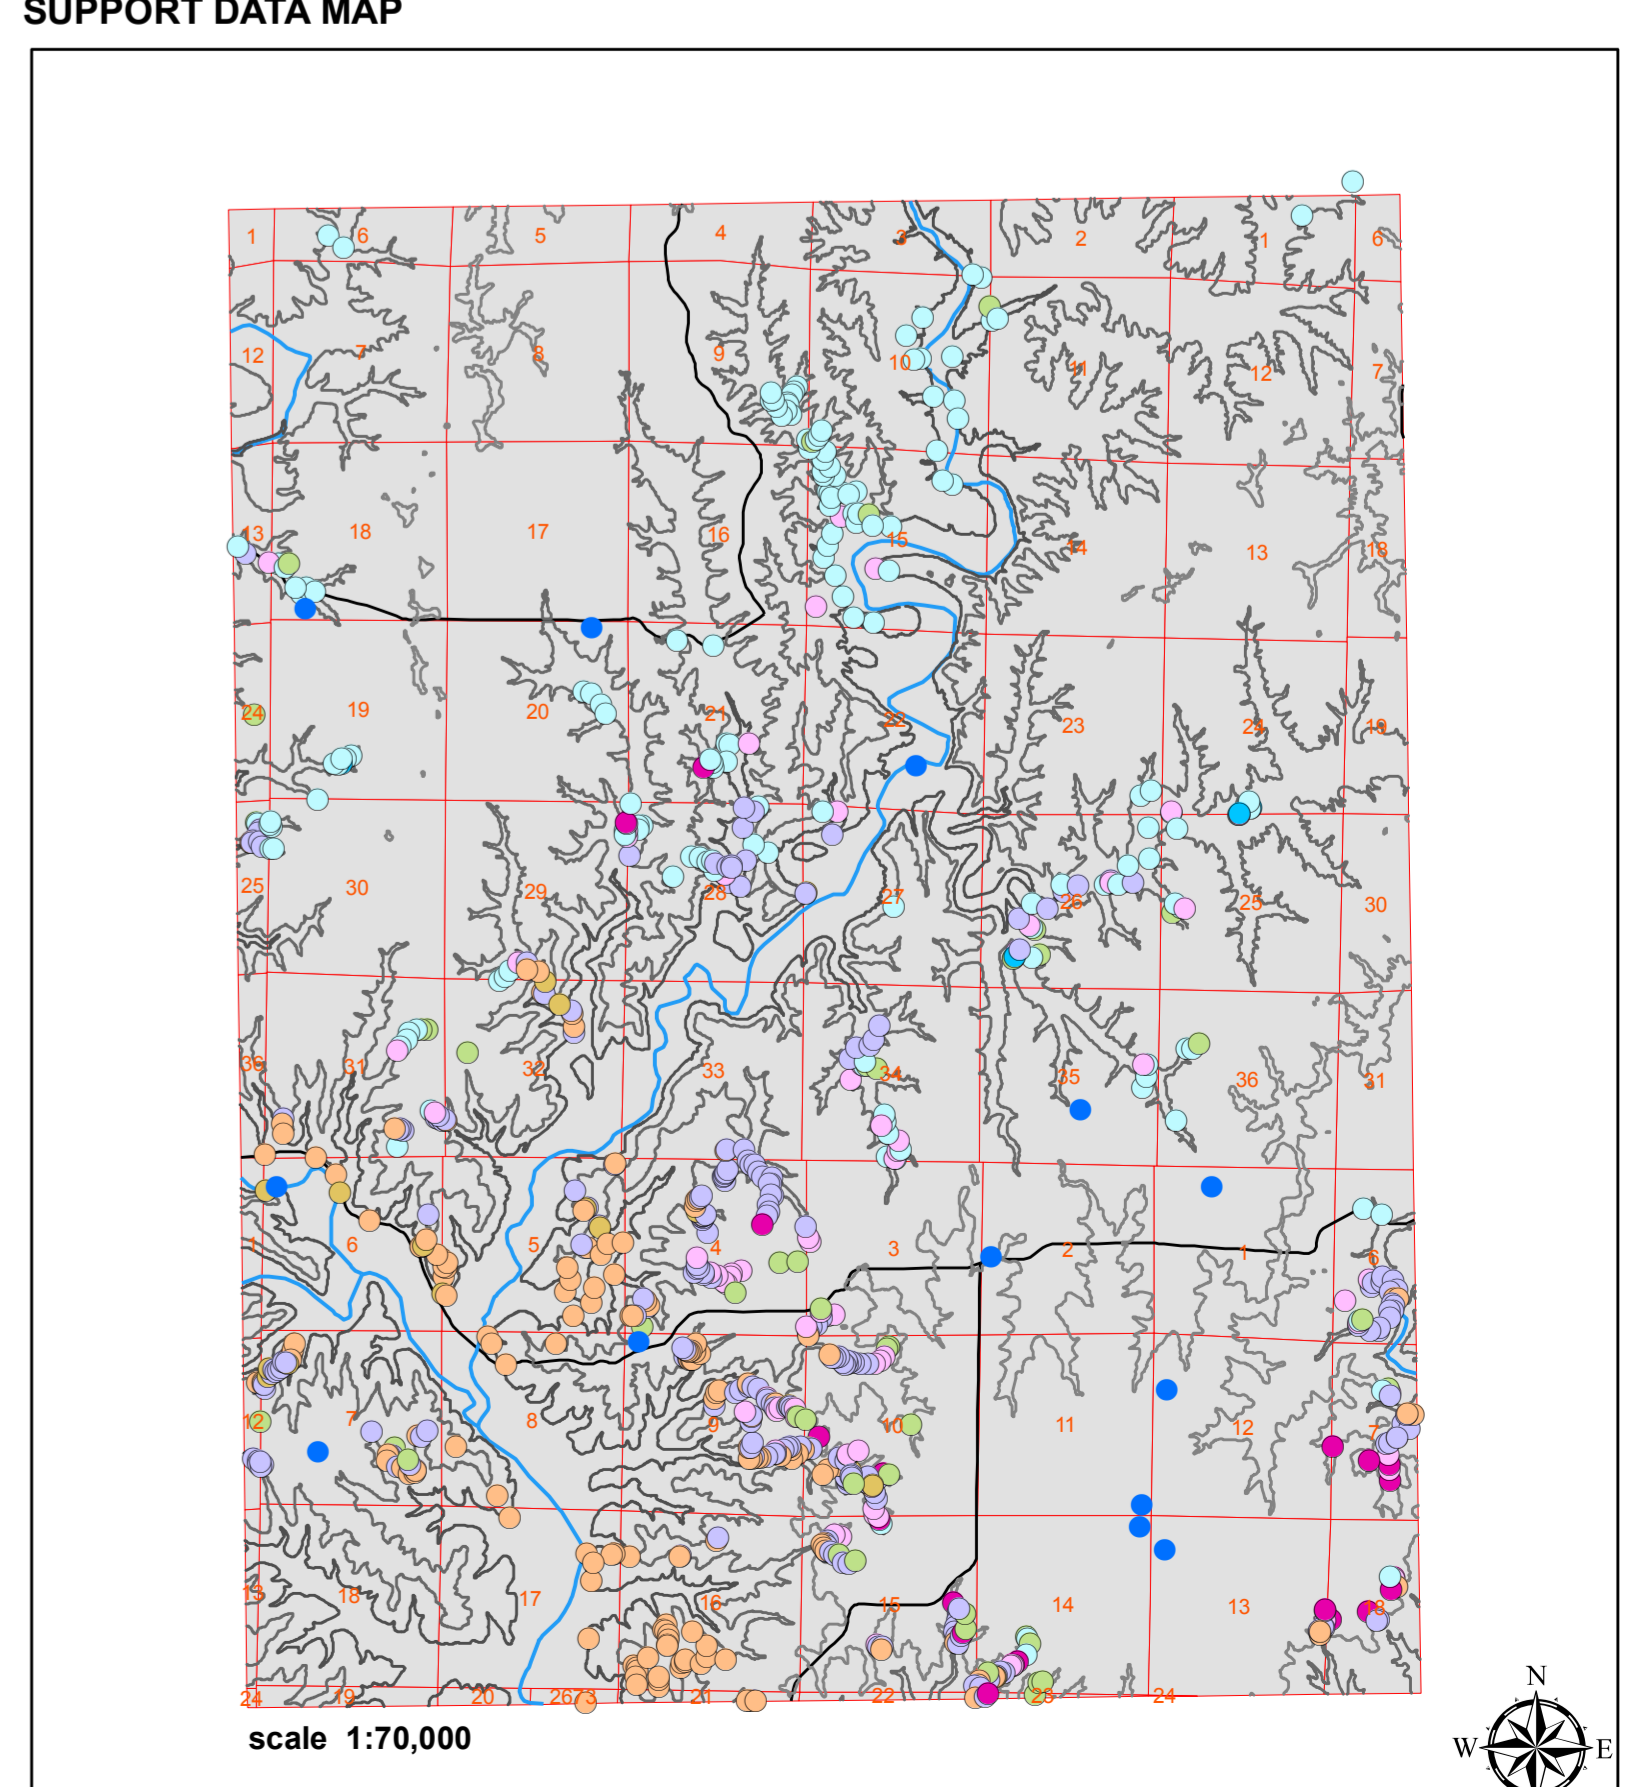 SUPPORT DATA MAP
1 6 5 4 3 2 1 6
12 7 8 9 10 11 12 7
13 18 17 16 15 14 13 18
24 19 20 21 22 23 24 19
25 30 29 28 27 26 25 30
36 31 32 33 34 35 36 31
1 6 5 4 3 2 1 6
12 7 8 9 10 11 12 7
13 18 17 16 15 14 13 18
24 19 20 2673 21 22 23 24
scale 1:70,000
N
W E